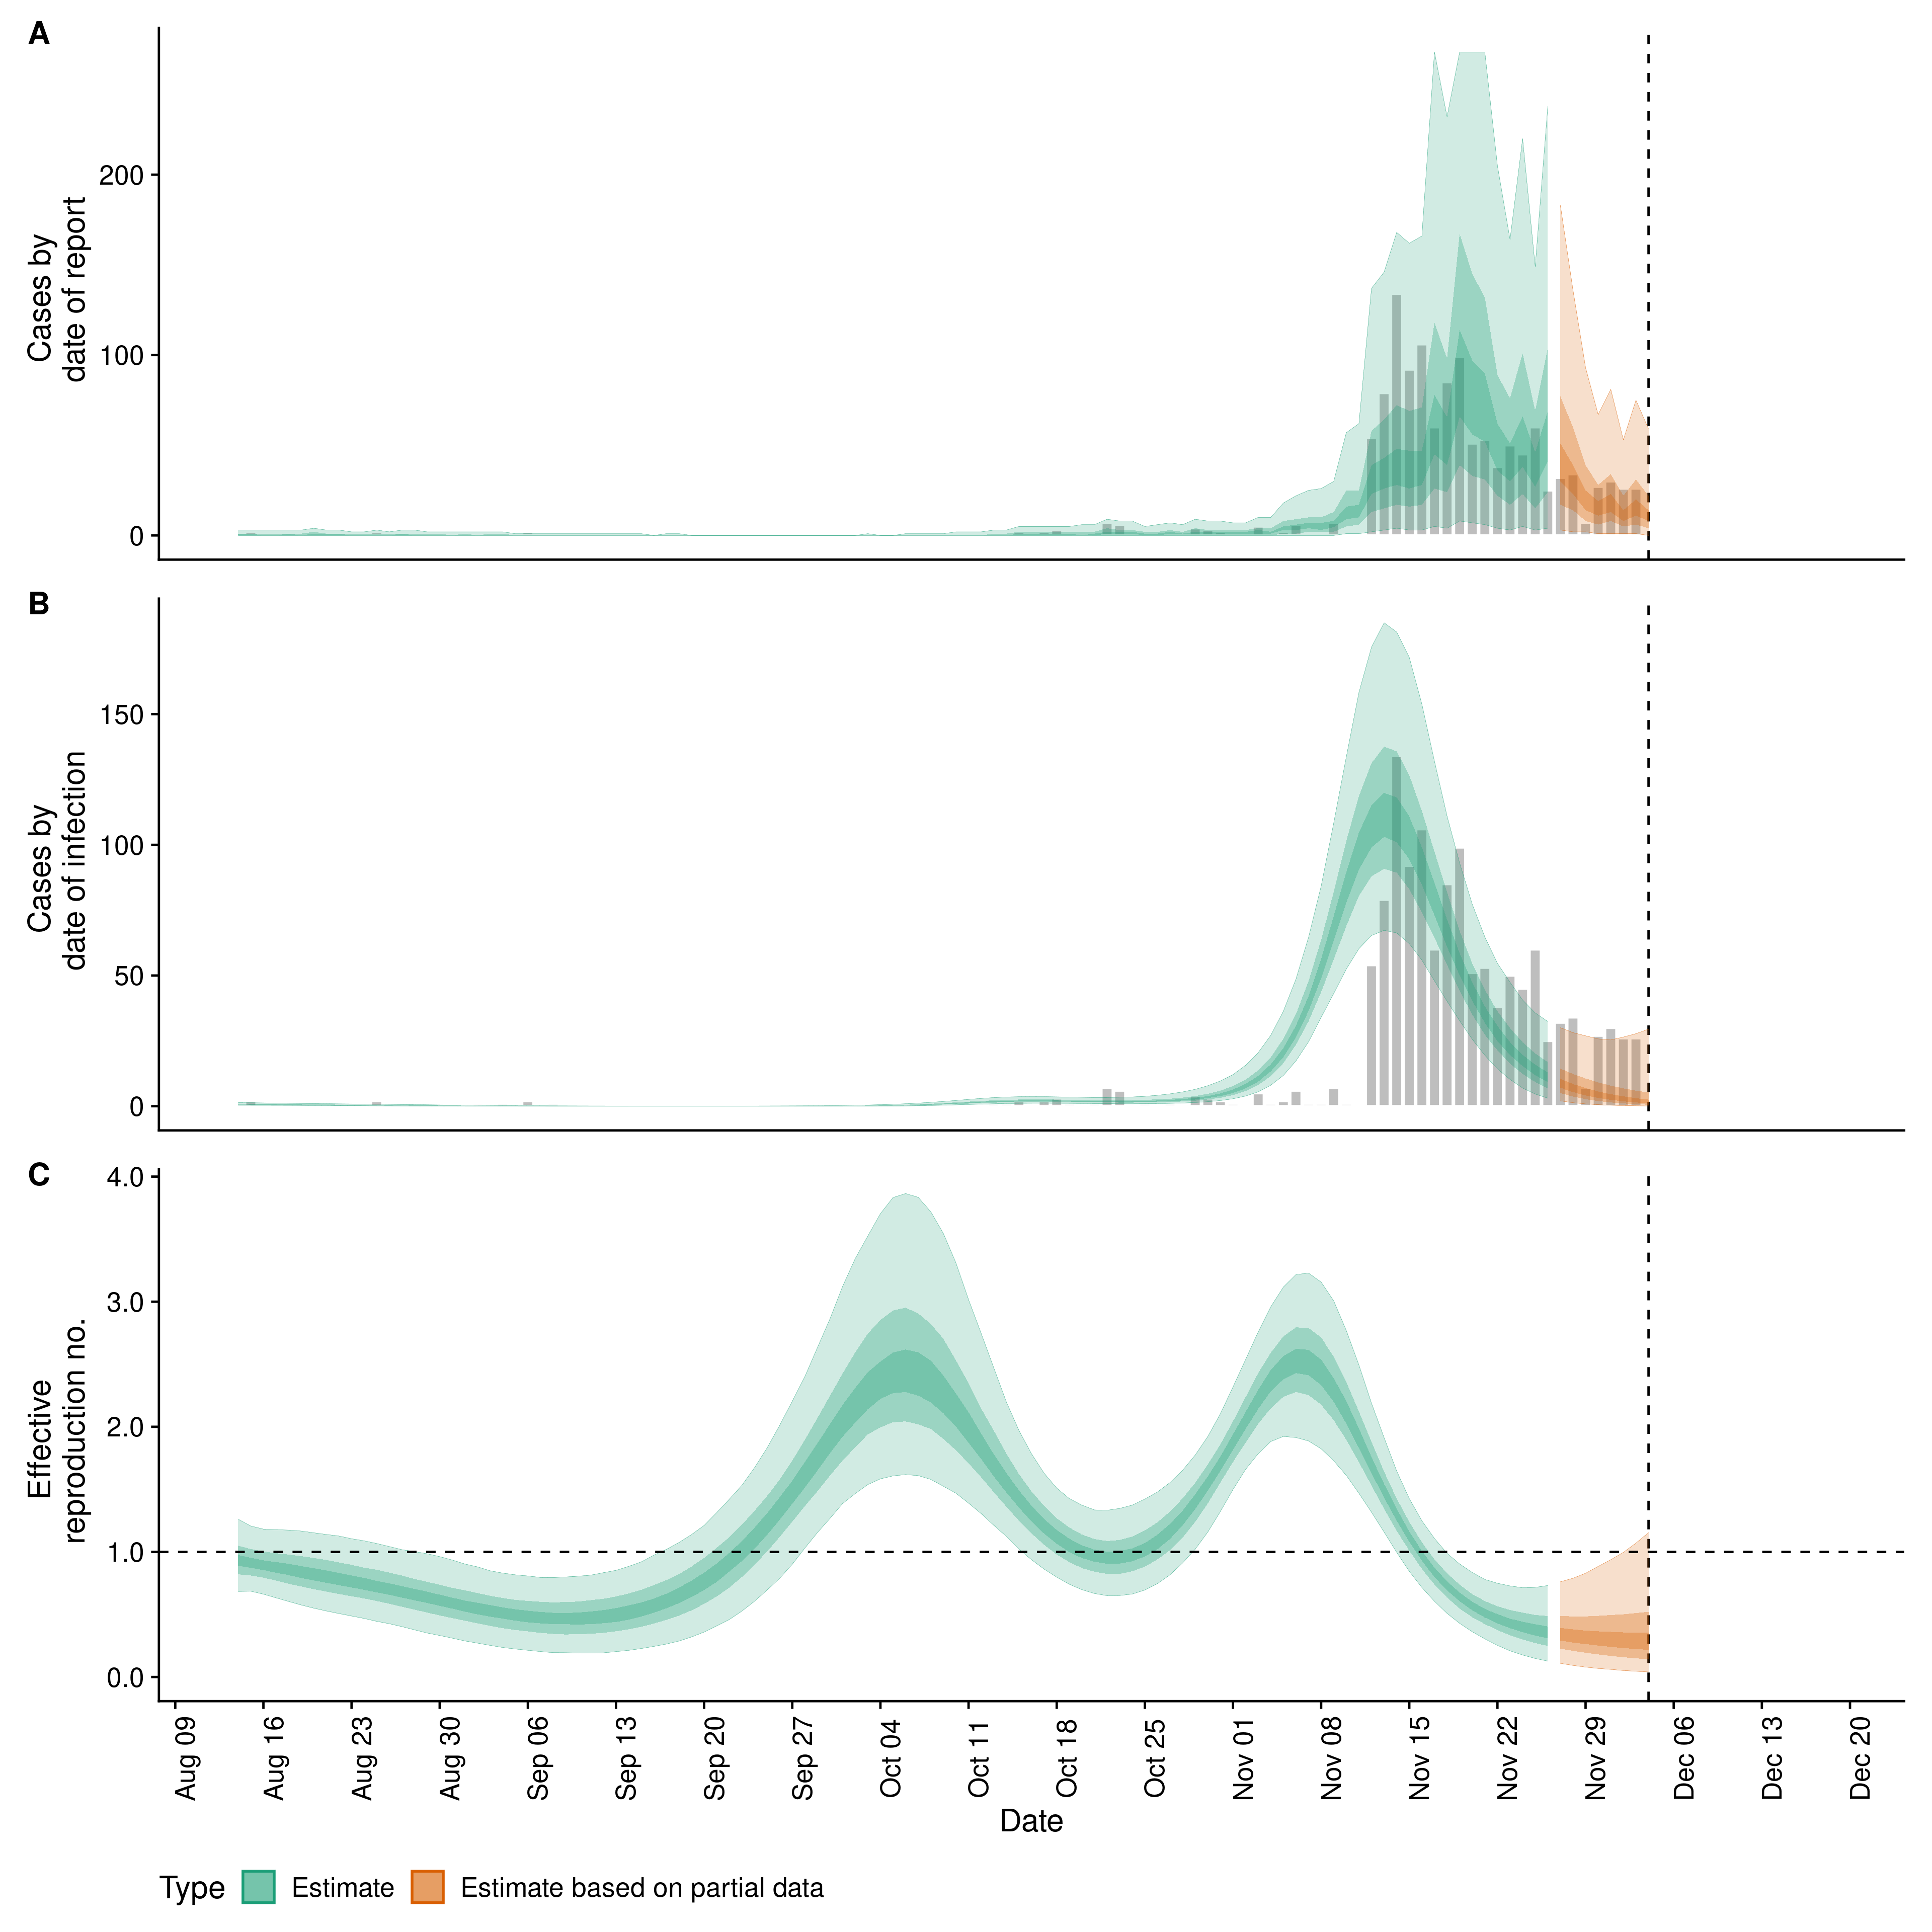 A
Cases by
date of report
200
100
0
B
Cases by
date of infection
150
100
50
0
C
Effective
reproduction no.
4.0
3.0
2.0
1.0
0.0
Aug 09
Aug 16
Aug 23
Aug 30
Sep 06
Sep 13
Sep 20
Sep 27
Oct 04
Oct 11
Oct 18
Oct 25
Nov 01
Nov 08
Nov 15
Nov 22
Nov 29
Dec 06
Dec 13
Dec 20
Date
Type Estimate Estimate based on partial data